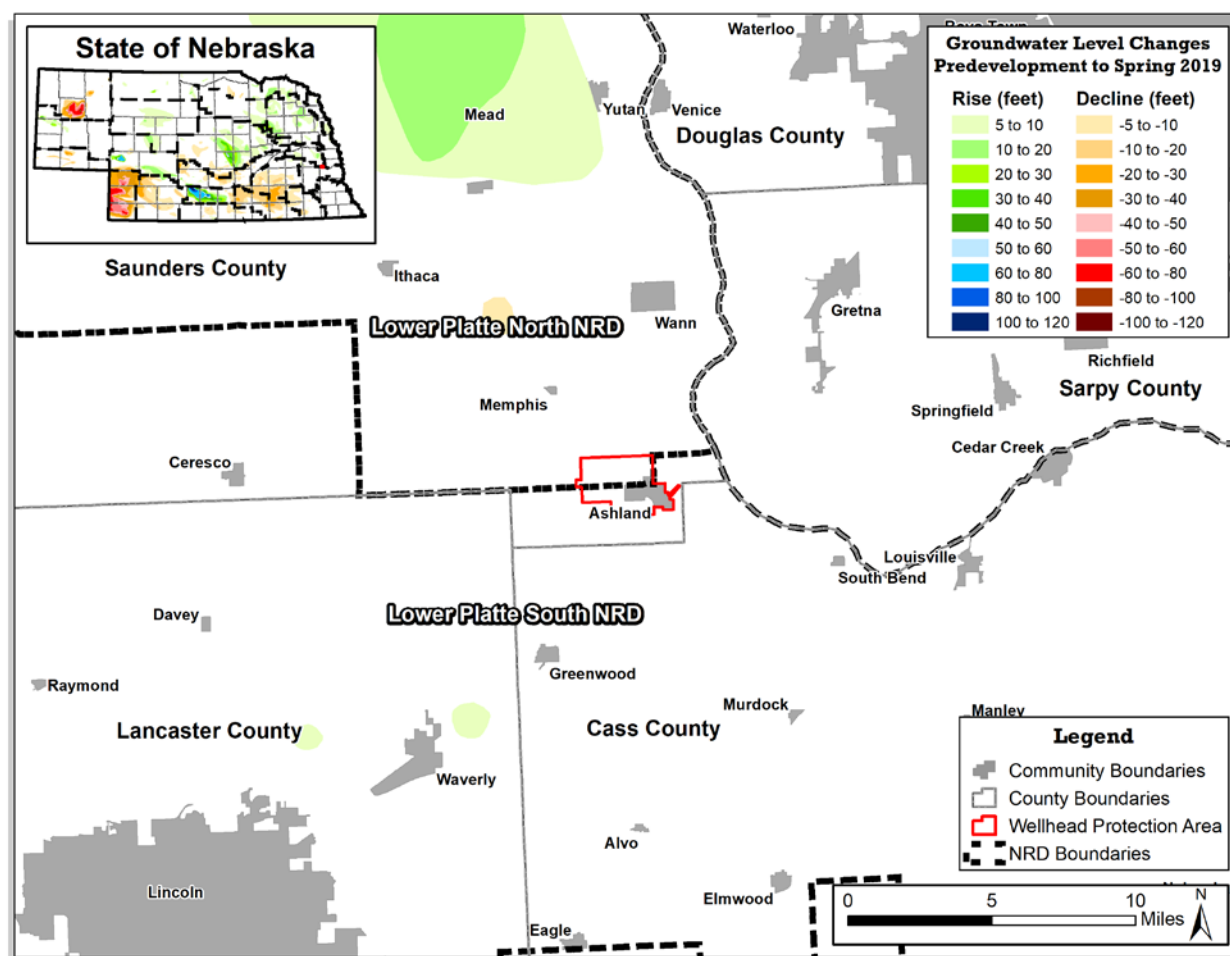 State of Nebraska
Waterloo
Groundwater Level Changes
Predevelopment to Spring 2019
Rise (feet) Decline (feet)
5 to 10 -5 to -10
10 to 20 -10 to -20
20 to 30 -20 to -30
30 to 40 -30 to -40
40 to 50 -40 to -50
50 to 60 -50 to -60
60 to 80 -60 to -80
80 to 100 -80 to -100
100 to 120 -100 to -120
Mead
Yutan
Venice
Douglas County
Saunders County
Ithaca
Lower Platte North NRD
Wann
Gretna
Richfield
Sarpy County
Memphis
Springfield
Cedar Creek
Ceresco
Ashland
Louisville
South Bend
Davey
Lower Platte South NRD
Greenwood
Raymond
Murdock
Manley
Lancaster County
Cass County
Waverly
Legend
Community Boundaries
County Boundaries
Wellhead Protection Area
NRD Boundaries
Alvo
Lincoln
Elmwood
Eagle
0 5 10
Miles
N